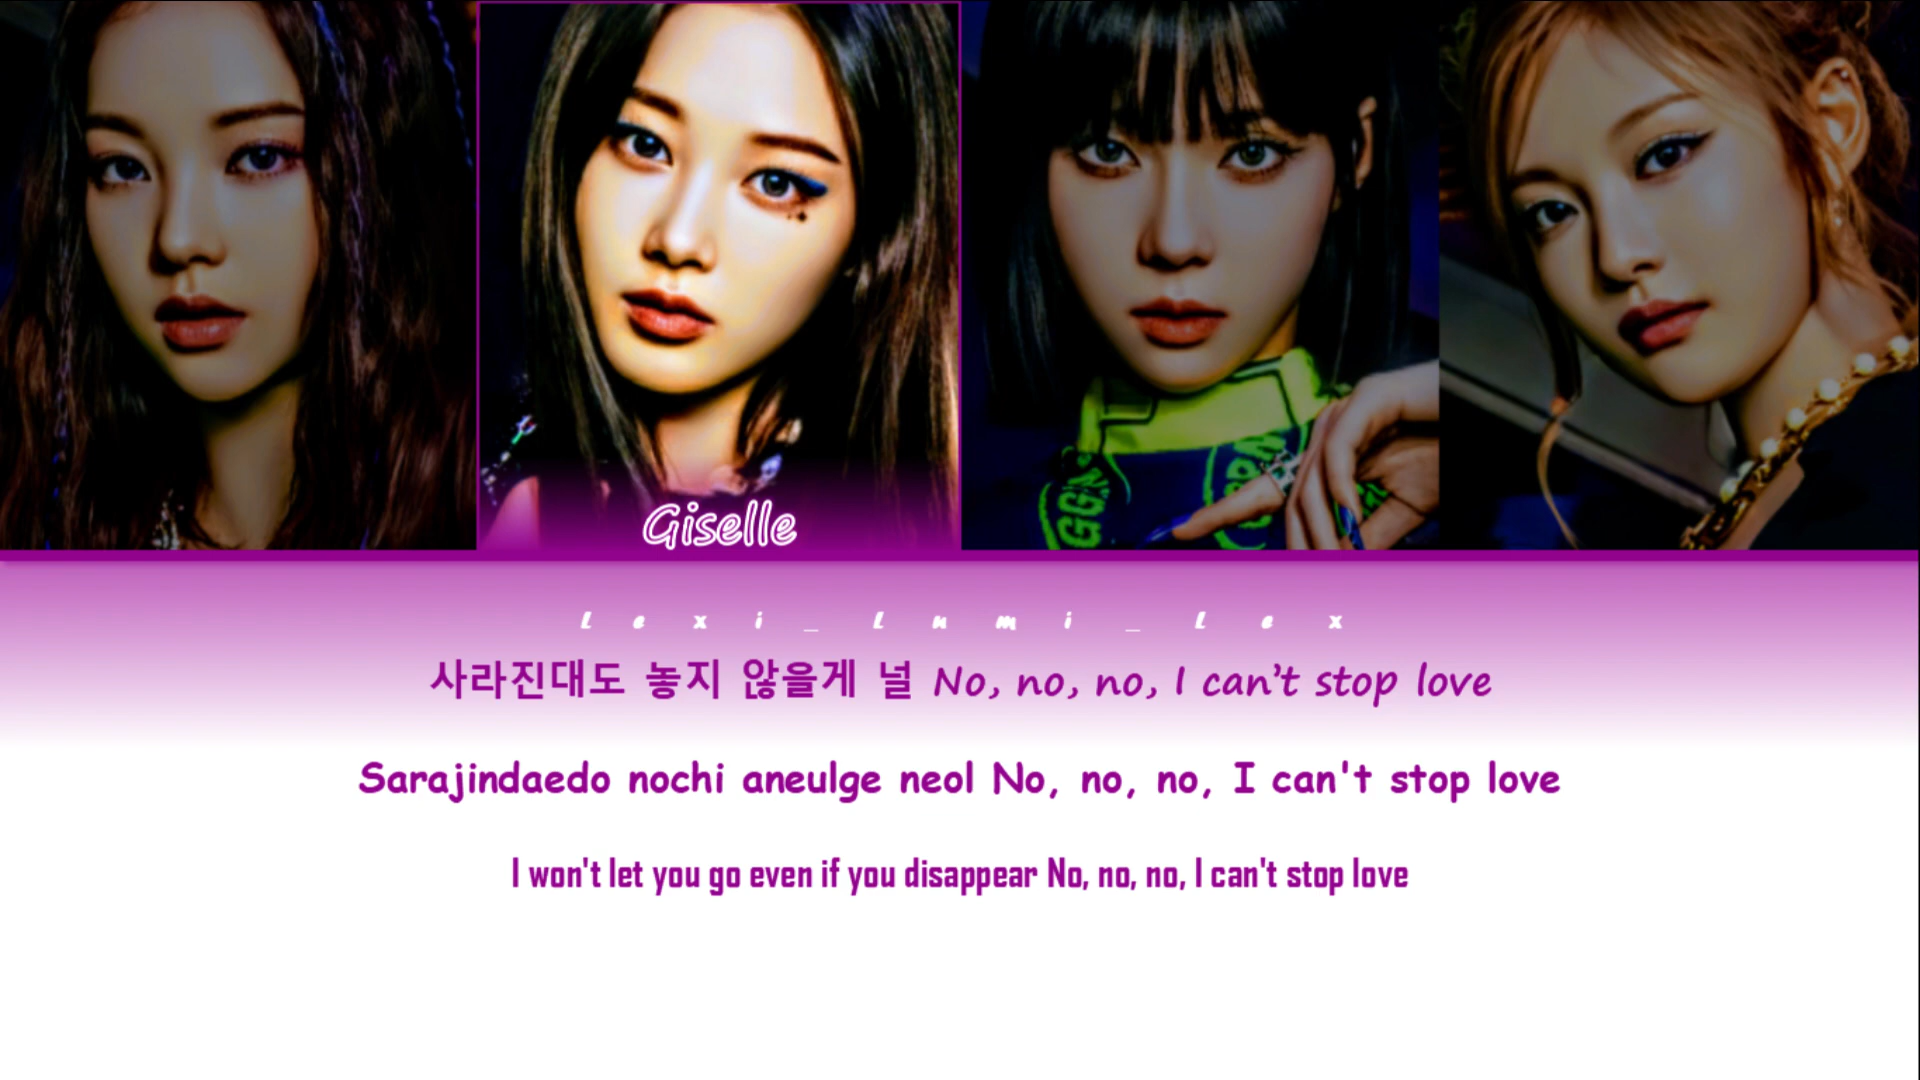 GGN
Giselle
Lexi_Lumi_Lex
사라진대도 놓지 않을게 널 No, no, no, I can't stop love
Sarajindaedo nochi aneulge neol No, no, no, I can't stop love
I won't let you go even if you disappear No, no, no, I can't stop love